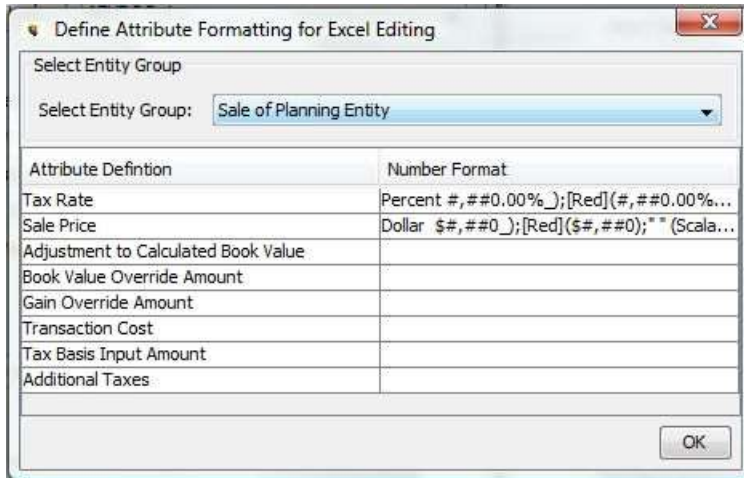 Define Attribute Formatting for Excel Editing
Select Entity Group
Select Entity Group: Sale of Planning Entity
Attribute Defintion Number Format
Tax Rate Percent #,##0.00%_);[Red](#,##0.00%...
Sale Price Dollar $#,##0_);[Red]($#,##0);" " (Scala...
Adjustment to Calculated Book Value
Book Value Override Amount
Gain Override Amount
Transaction Cost
Tax Basis Input Amount
Additional Taxes
OK